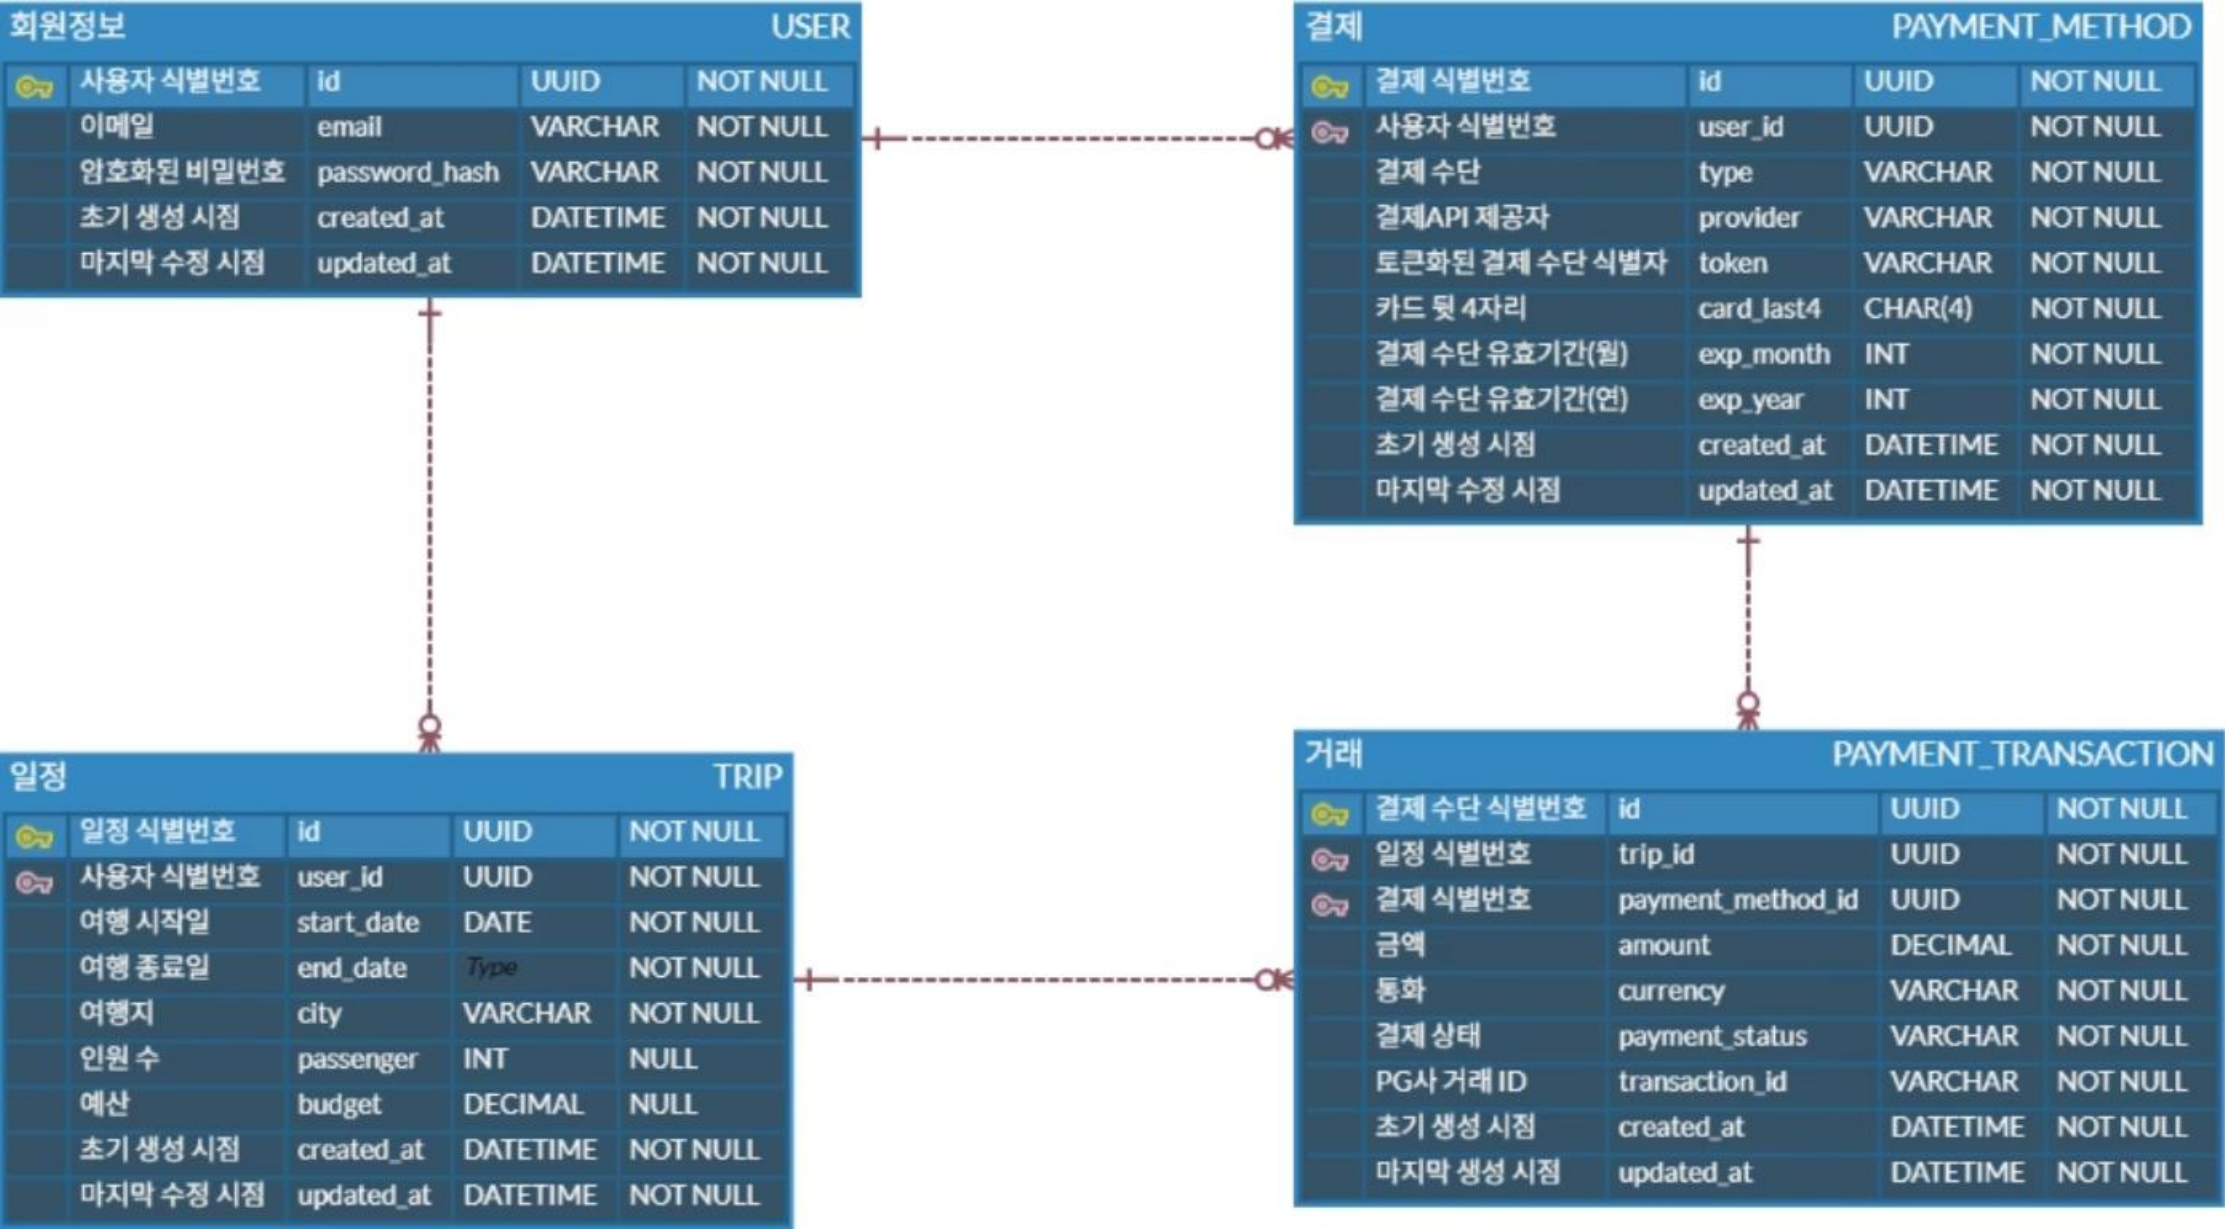 회원정보 USER
사용자 식별번호 id UUID NOT NULL
이메일 email VARCHAR NOT NULL
암호화된 비밀번호 password_hash VARCHAR NOT NULL
초기 생성 시점 created_at DATETIME NOT NULL
마지막 수정 시점 updated_at DATETIME NOT NULL
결제 PAYMENT_METHOD
결제 식별번호 id UUID NOT NULL
사용자 식별번호 user_id UUID NOT NULL
결제 수단 type VARCHAR NOT NULL
결제API 제공자 provider VARCHAR NOT NULL
토큰화된 결제 수단 식별자 token VARCHAR NOT NULL
카드 뒷 4자리 card_last4 CHAR(4) NOT NULL
결제 수단 유효기간(월) exp_month INT NOT NULL
결제 수단 유효기간(연) exp_year INT NOT NULL
초기 생성 시점 created_at DATETIME NOT NULL
마지막 수정 시점 updated_at DATETIME NOT NULL
일정 TRIP
일정 식별번호 id UUID NOT NULL
사용자 식별번호 user_id UUID NOT NULL
여행 시작일 start_date DATE NOT NULL
여행 종료일 end_date Type NOT NULL
여행지 city VARCHAR NOT NULL
인원 수 passenger INT NULL
예산 budget DECIMAL NULL
초기 생성 시점 created_at DATETIME NOT NULL
마지막 수정 시점 updated_at DATETIME NOT NULL
거래 PAYMENT_TRANSACTION
결제 수단 식별번호 id UUID NOT NULL
일정 식별번호 trip_id UUID NOT NULL
결제 식별번호 payment_method_id UUID NOT NULL
금액 amount DECIMAL NOT NULL
통화 currency VARCHAR NOT NULL
결제 상태 payment_status VARCHAR NOT NULL
PG사 거래 ID transaction_id VARCHAR NOT NULL
초기 생성 시점 created_at DATETIME NOT NULL
마지막 생성 시점 updated_at DATETIME NOT NULL